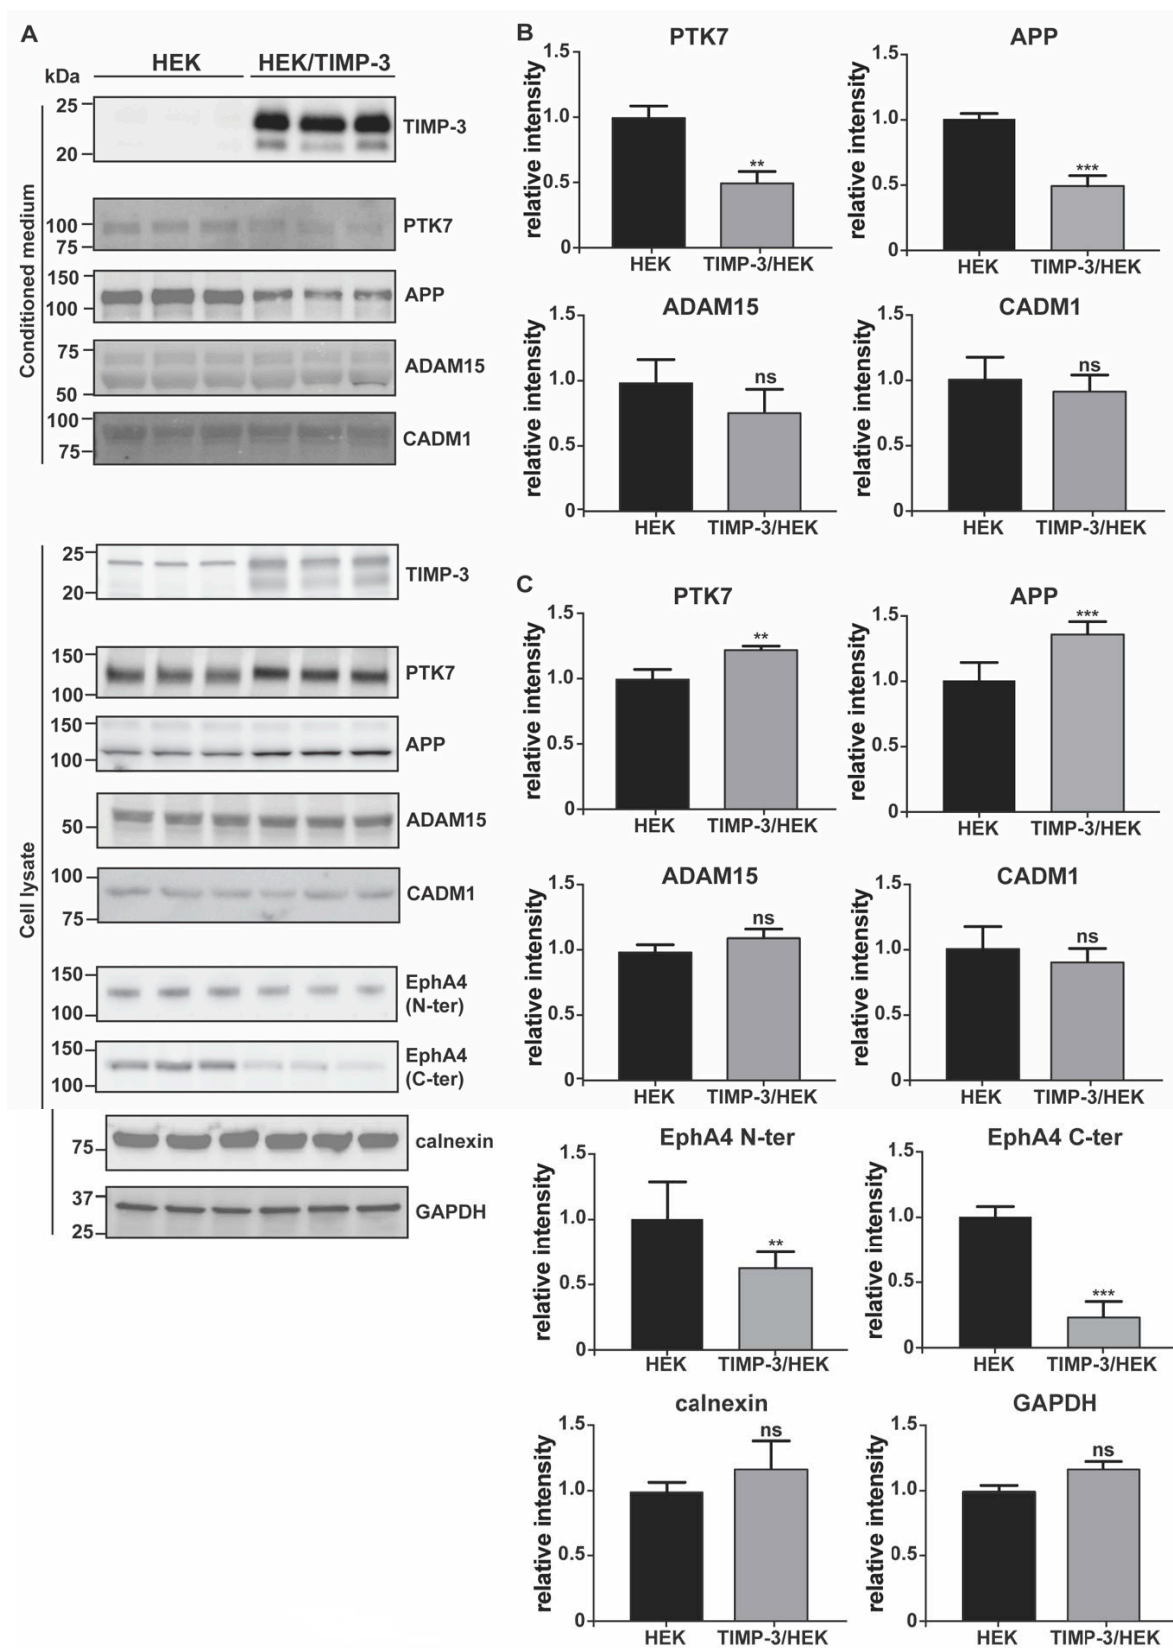 A
HEK HEK/TIMP-3
kDa
Conditioned medium
25
20
TIMP-3
100
75
PTK7
150
100
APP
75
50
ADAM15
100
75
CADM1
Cell lysate
25
20
TIMP-3
150
100
PTK7
150
100
APP
50
ADAM15
100
75
CADM1
150
100
EphA4
(N-ter)
150
100
EphA4
(C-ter)
75
calnexin
37
25
GAPDH
B
PTK7
relative intensity
1.5
1.0
0.5
0
**
HEK TIMP-3/HEK
APP
relative intensity
1.5
1.0
0.5
0
***
HEK TIMP-3/HEK
ADAM15
relative intensity
1.5
1.0
0.5
0
ns
HEK TIMP-3/HEK
CADM1
relative intensity
1.5
1.0
0.5
0
ns
HEK TIMP-3/HEK
C
PTK7
relative intensity
1.5
1.0
0.5
0
**
HEK TIMP-3/HEK
APP
relative intensity
1.5
1.0
0.5
0
***
HEK TIMP-3/HEK
ADAM15
relative intensity
1.5
1.0
0.5
0
ns
HEK TIMP-3/HEK
CADM1
relative intensity
1.5
1.0
0.5
0
ns
HEK TIMP-3/HEK
EphA4 N-ter
relative intensity
1.5
1.0
0.5
0
**
HEK TIMP-3/HEK
EphA4 C-ter
relative intensity
1.5
1.0
0.5
0
***
HEK TIMP-3/HEK
calnexin
relative intensity
1.5
1.0
0.5
0
ns
HEK TIMP-3/HEK
GAPDH
relative intensity
1.5
1.0
0.5
0
ns
HEK TIMP-3/HEK